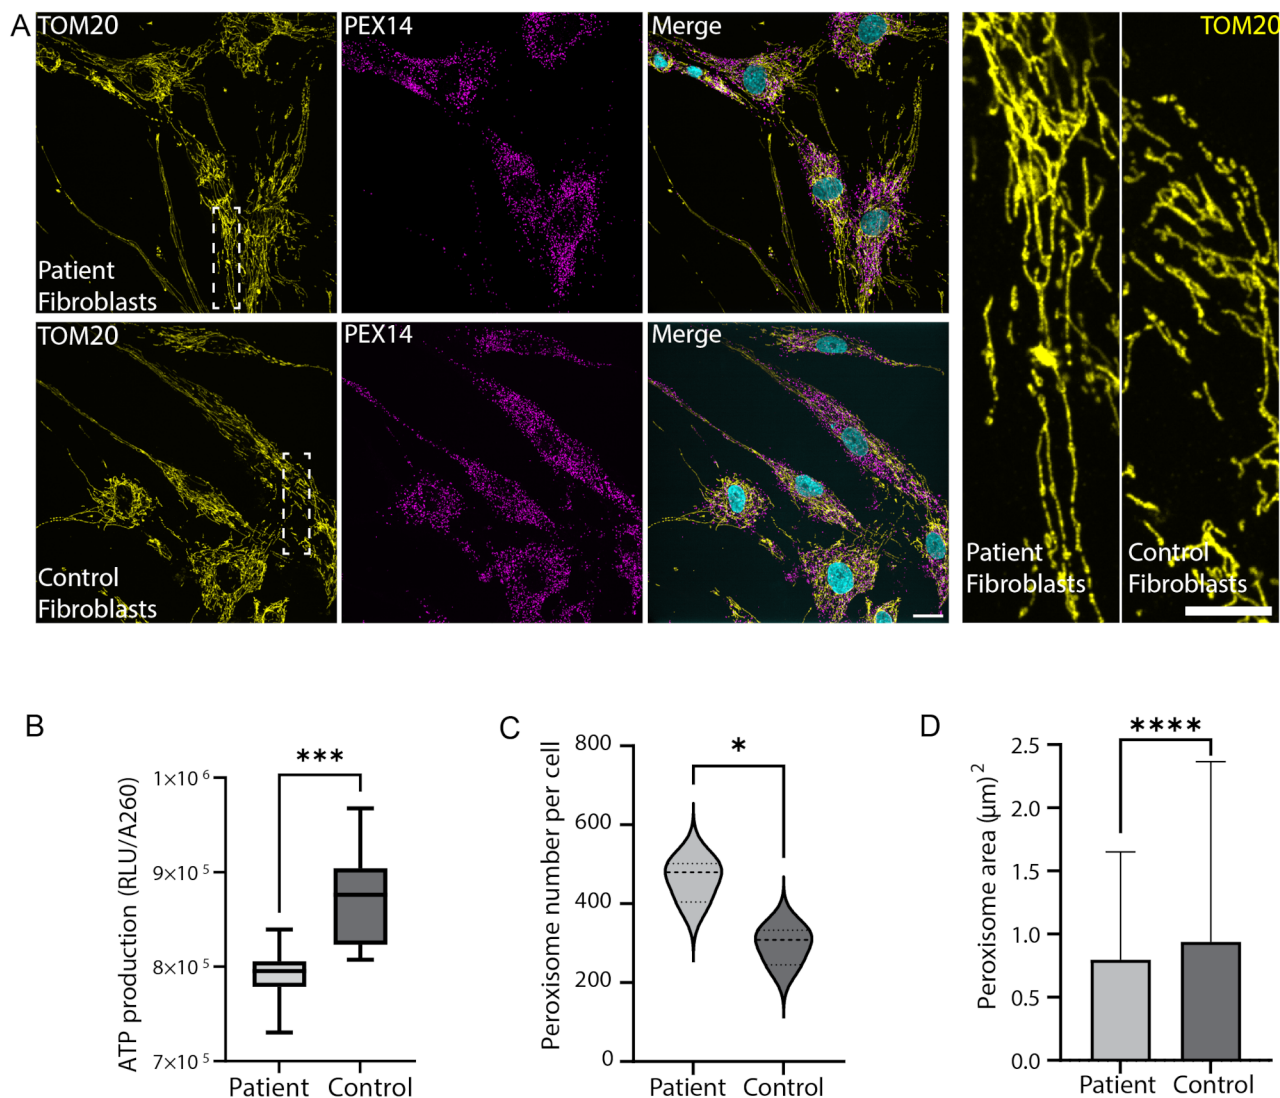 A
TOM20
PEX14
Merge
TOM20
Patient
Fibroblasts
TOM20
PEX14
Merge
Control
Fibroblasts
Patient
Fibroblasts
Control
Fibroblasts
B
***
ATP production (RLU/A260)
1×10⁶
9×10⁵
8×10⁵
7×10⁵
Patient
Control
C
*
Peroxisome number per cell
800
600
400
200
0
Patient
Control
D
****
Peroxisome area (μm)²
2.5
2.0
1.5
1.0
0.5
0.0
Patient
Control